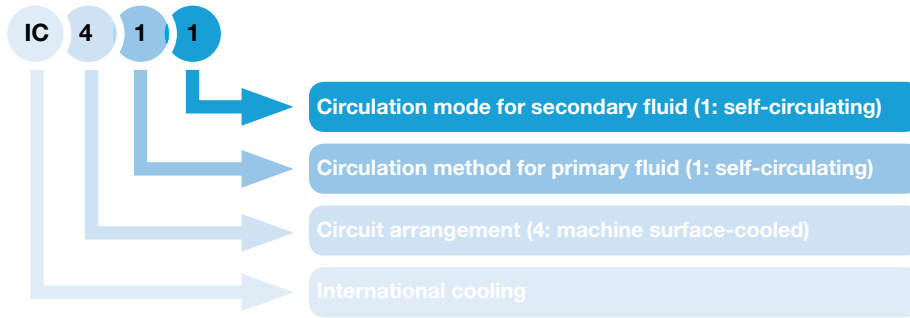 IC 4 1 1
Circulation mode for secondary fluid (1: self-circulating)
Circulation method for primary fluid (1: self-circulating)
Circuit arrangement (4: machine surface-cooled)
International cooling